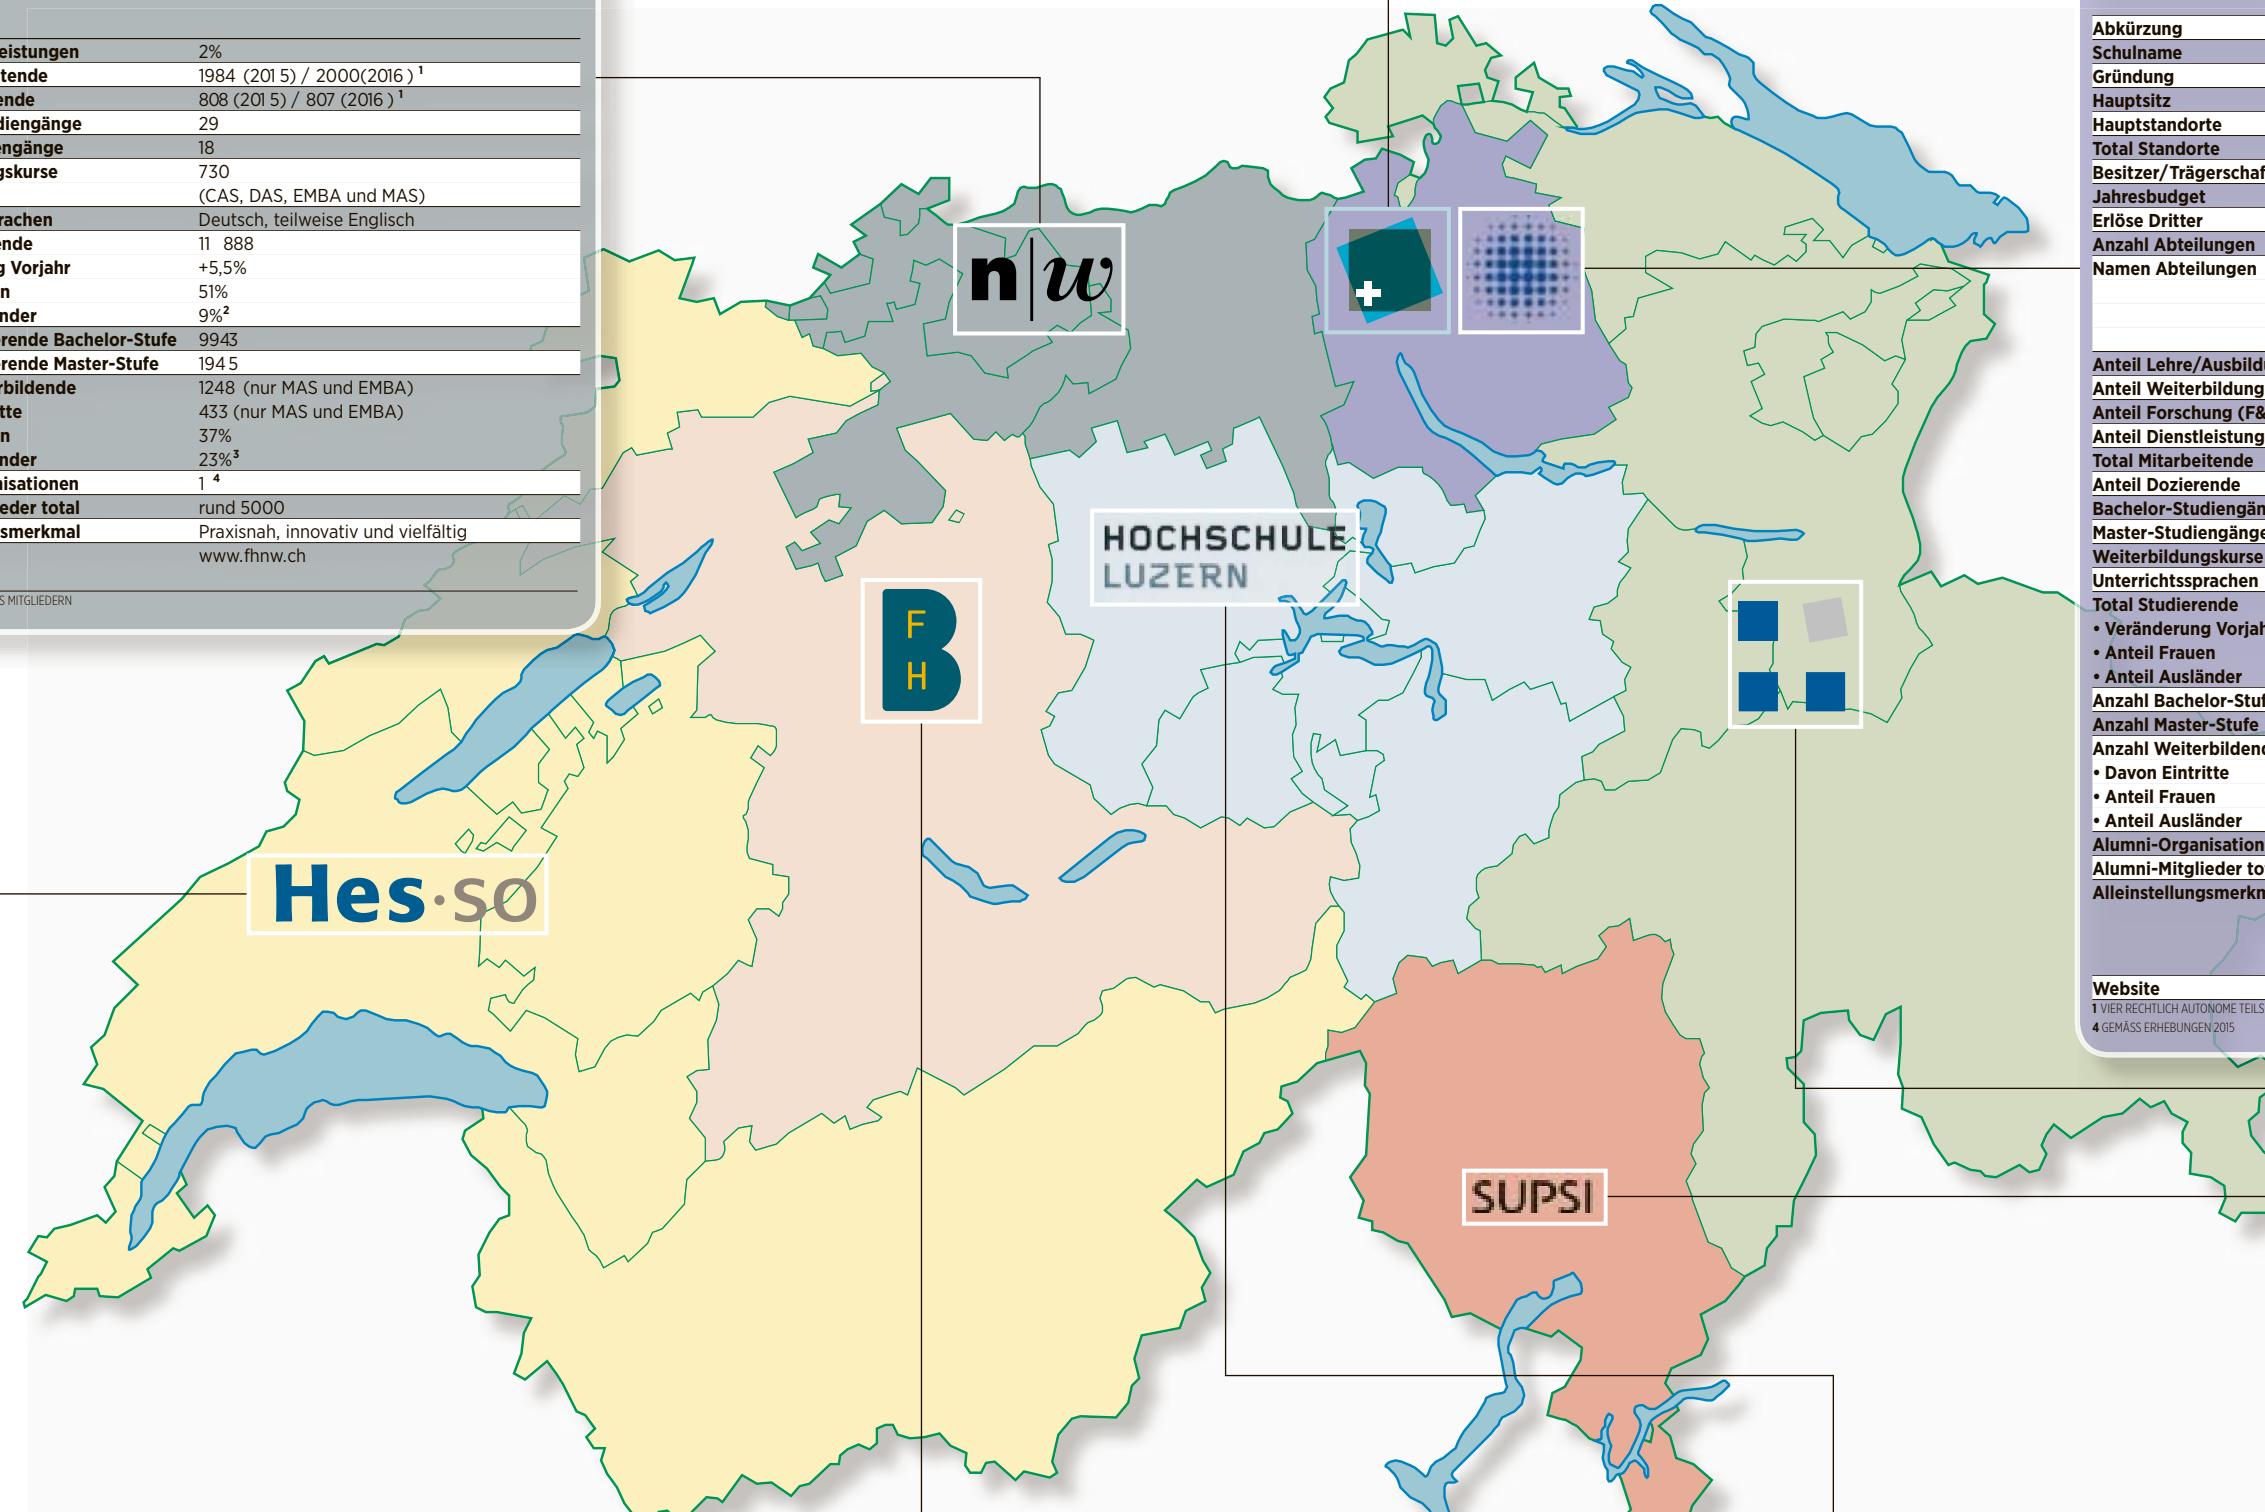 eistungen 2%
tende 1984 (2015) / 2000(2016) 1
ende 808 (2015) / 807 (2016) 1
diengänge 29
engänge 18
gskurse 730
(CAS, DAS, EMBA und MAS)
rachen Deutsch, teilweise Englisch
ende 11 888
g Vorjahr +5,5%
n 51%
nder 9%2
erende Bachelor-Stufe 9943
erende Master-Stufe 1945
rbildende 1248 (nur MAS und EMBA)
tte 433 (nur MAS und EMBA)
n 37%
nder 23%3
nisationen 1 4
eder total rund 5000
smerkmal Praxisnah, innovativ und vielfältig
www.fhnw.ch
S MITGLIEDERN
n|w
HOCHSCHULE
LUZERN
F
H
B
Hes·so
SUPSI
Abkürzung
Schulname
Gründung
Hauptsitz
Hauptstandorte
Total Standorte
Besitzer/Trägerschaf
Jahresbudget
Erlöse Dritter
Anzahl Abteilungen
Namen Abteilungen
Anteil Lehre/Ausbild
Anteil Weiterbildung
Anteil Forschung (F&
Anteil Dienstleistung
Total Mitarbeitende
Anteil Dozierende
Bachelor-Studiengän
Master-Studiengänge
Weiterbildungskurse
Unterrichtssprachen
Total Studierende
• Veränderung Vorjah
• Anteil Frauen
• Anteil Ausländer
Anzahl Bachelor-Stuf
Anzahl Master-Stufe
Anzahl Weiterbildend
• Davon Eintritte
• Anteil Frauen
• Anteil Ausländer
Alumni-Organisation
Alumni-Mitglieder to
Alleinstellungsmerkm
Website
1 VIER RECHTLICH AUTONOME TEILS
4 GEMÄSS ERHEBUNGEN 2015